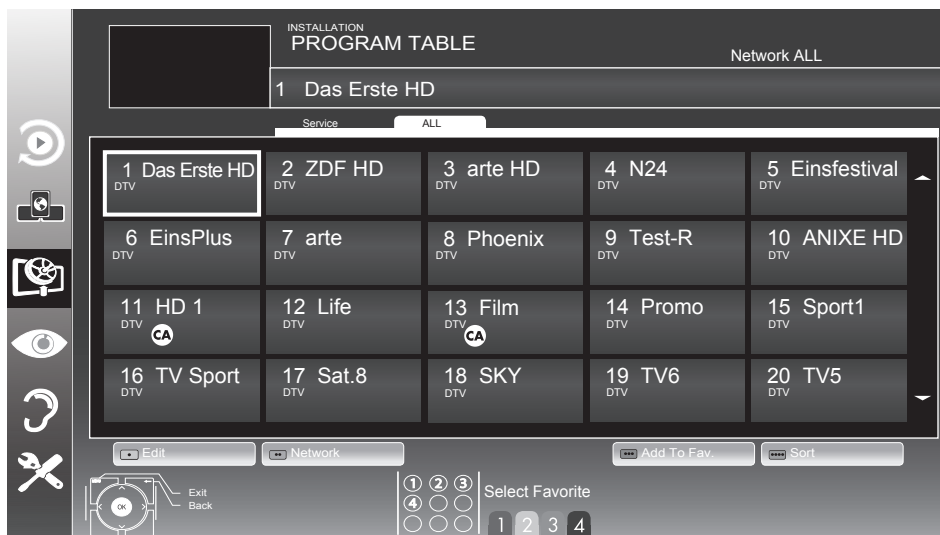 INSTALLATION
PROGRAM TABLE
Network ALL
1 Das Erste HD
Service ALL
1 Das Erste HD
DTV
2 ZDF HD
DTV
3 arte HD
DTV
4 N24
DTV
5 Einsfestival
DTV
6 EinsPlus
DTV
7 arte
DTV
8 Phoenix
DTV
9 Test-R
DTV
10 ANIXE HD
DTV
11 HD 1
DTV
CA
12 Life
DTV
13 Film
DTV
CA
14 Promo
DTV
15 Sport1
DTV
16 TV Sport
DTV
17 Sat.8
DTV
18 SKY
DTV
19 TV6
DTV
20 TV5
DTV
Edit
Network
Add To Fav.
Sort
OK
Exit
Back
1 2 3
4
Select Favorite
1 2 3 4